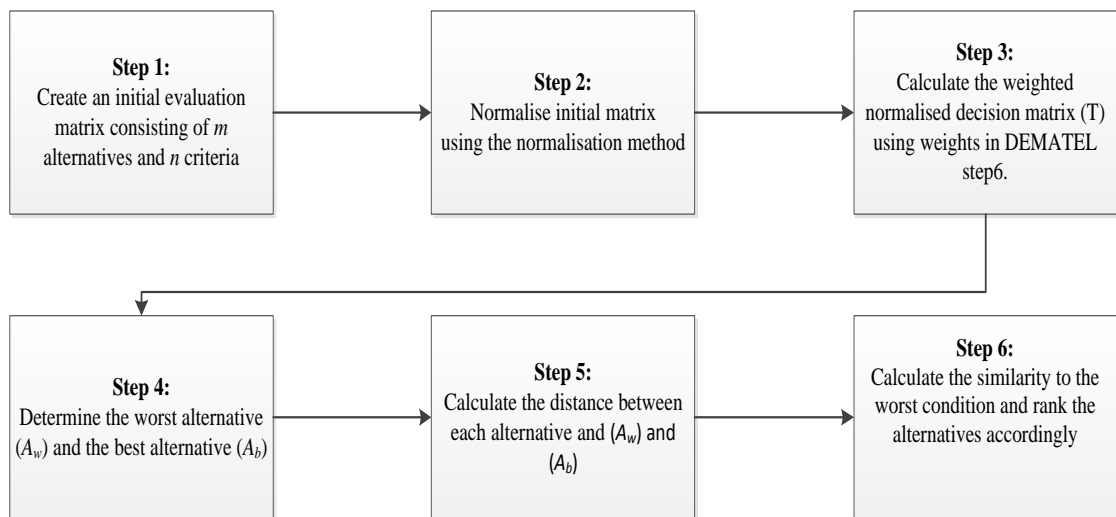 Step 1:
Create an initial evaluation
matrix consisting of m
alternatives and n criteria
Step 2:
Normalise initial matrix
using the normalisation method
Step 3:
Calculate the weighted
normalised decision matrix (T)
using weights in DEMATEL
step6.
Step 4:
Determine the worst alternative
(Aw) and the best alternative (Ab)
Step 5:
Calculate the distance between
each alternative and (Aw) and
(Ab)
Step 6:
Calculate the similarity to the
worst condition and rank the
alternatives accordingly